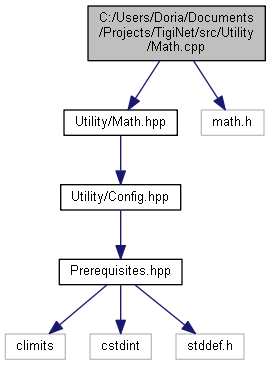 C:/Users/Doria/Documents
/Projects/TigiNet/src/Utility
/Math.cpp
Utility/Math.hpp
math.h
Utility/Config.hpp
Prerequisites.hpp
climits
cstdint
stddef.h